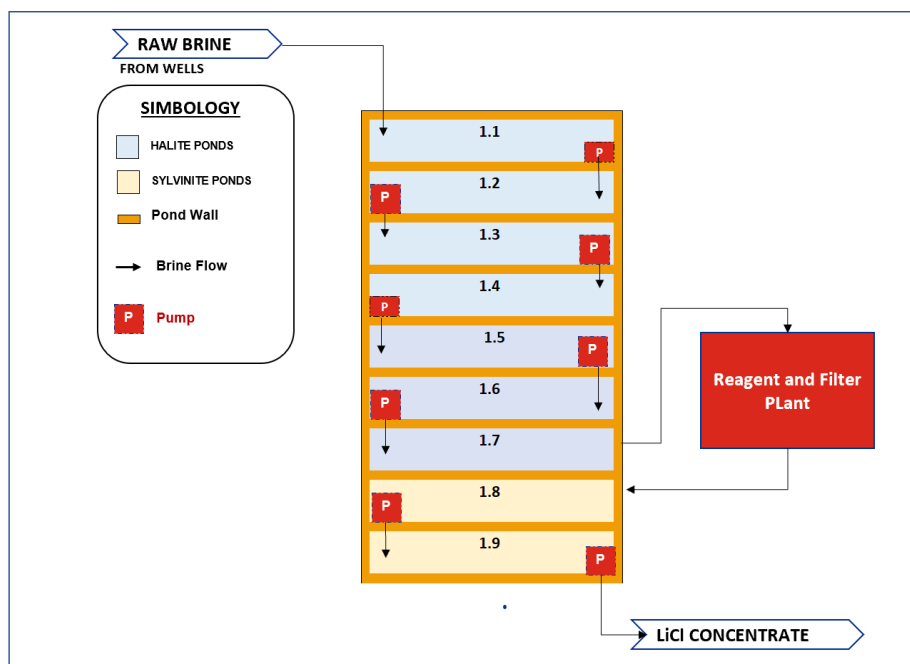 RAW BRINE
FROM WELLS
SIMBOLOGY
HALITE PONDS
SYLVINITE PONDS
Pond Wall
Brine Flow
P
Pump
1.1
P
1.2
P
1.3
P
1.4
P
1.5
P
1.6
P
1.7
1.8
P
1.9
P
Reagent and Filter
PLant
LiCl CONCENTRATE